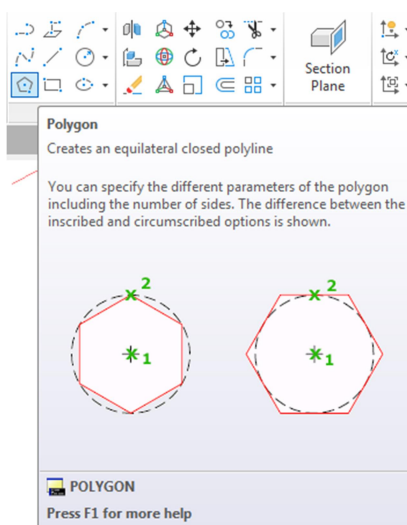 Section
Plane
Polygon
Creates an equilateral closed polyline
You can specify the different parameters of the polygon
including the number of sides. The difference between the
inscribed and circumscribed options is shown.
2
1
2
1
POLYGON
Press F1 for more help